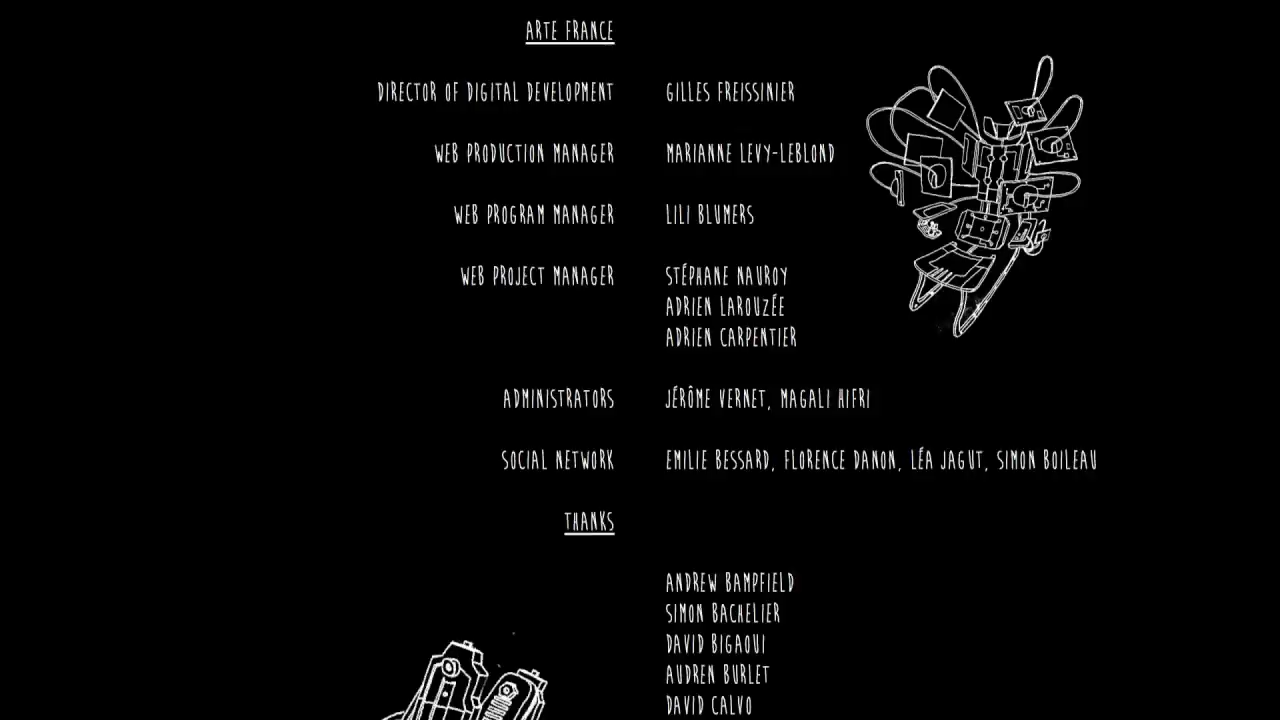 ARTE FRANCE
DIRECTOR OF DIGITAL DEVELOPMENT GILLES FREISSINIER
WEB PRODUCTION MANAGER MARIANNE LEVY-LEBLOND
WEB PROGRAM MANAGER LILI BLUMERS
WEB PROJECT MANAGER STÉPHANE NAUROY
ADRIEN LAROUZÉE
ADRIEN CARPENTIER
ADMINISTRATORS JÉRÔME VERNET, MAGALI HIFRI
SOCIAL NETWORK EMILIE BESSARD, FLORENCE DANON, LÉA JAGUT, SIMON BOILEAU
THANKS
ANDREW BAMPFIELD
SIMON BACHELIER
DAVID BIGAOUI
AUDREN BURLET
DAVID CALVO